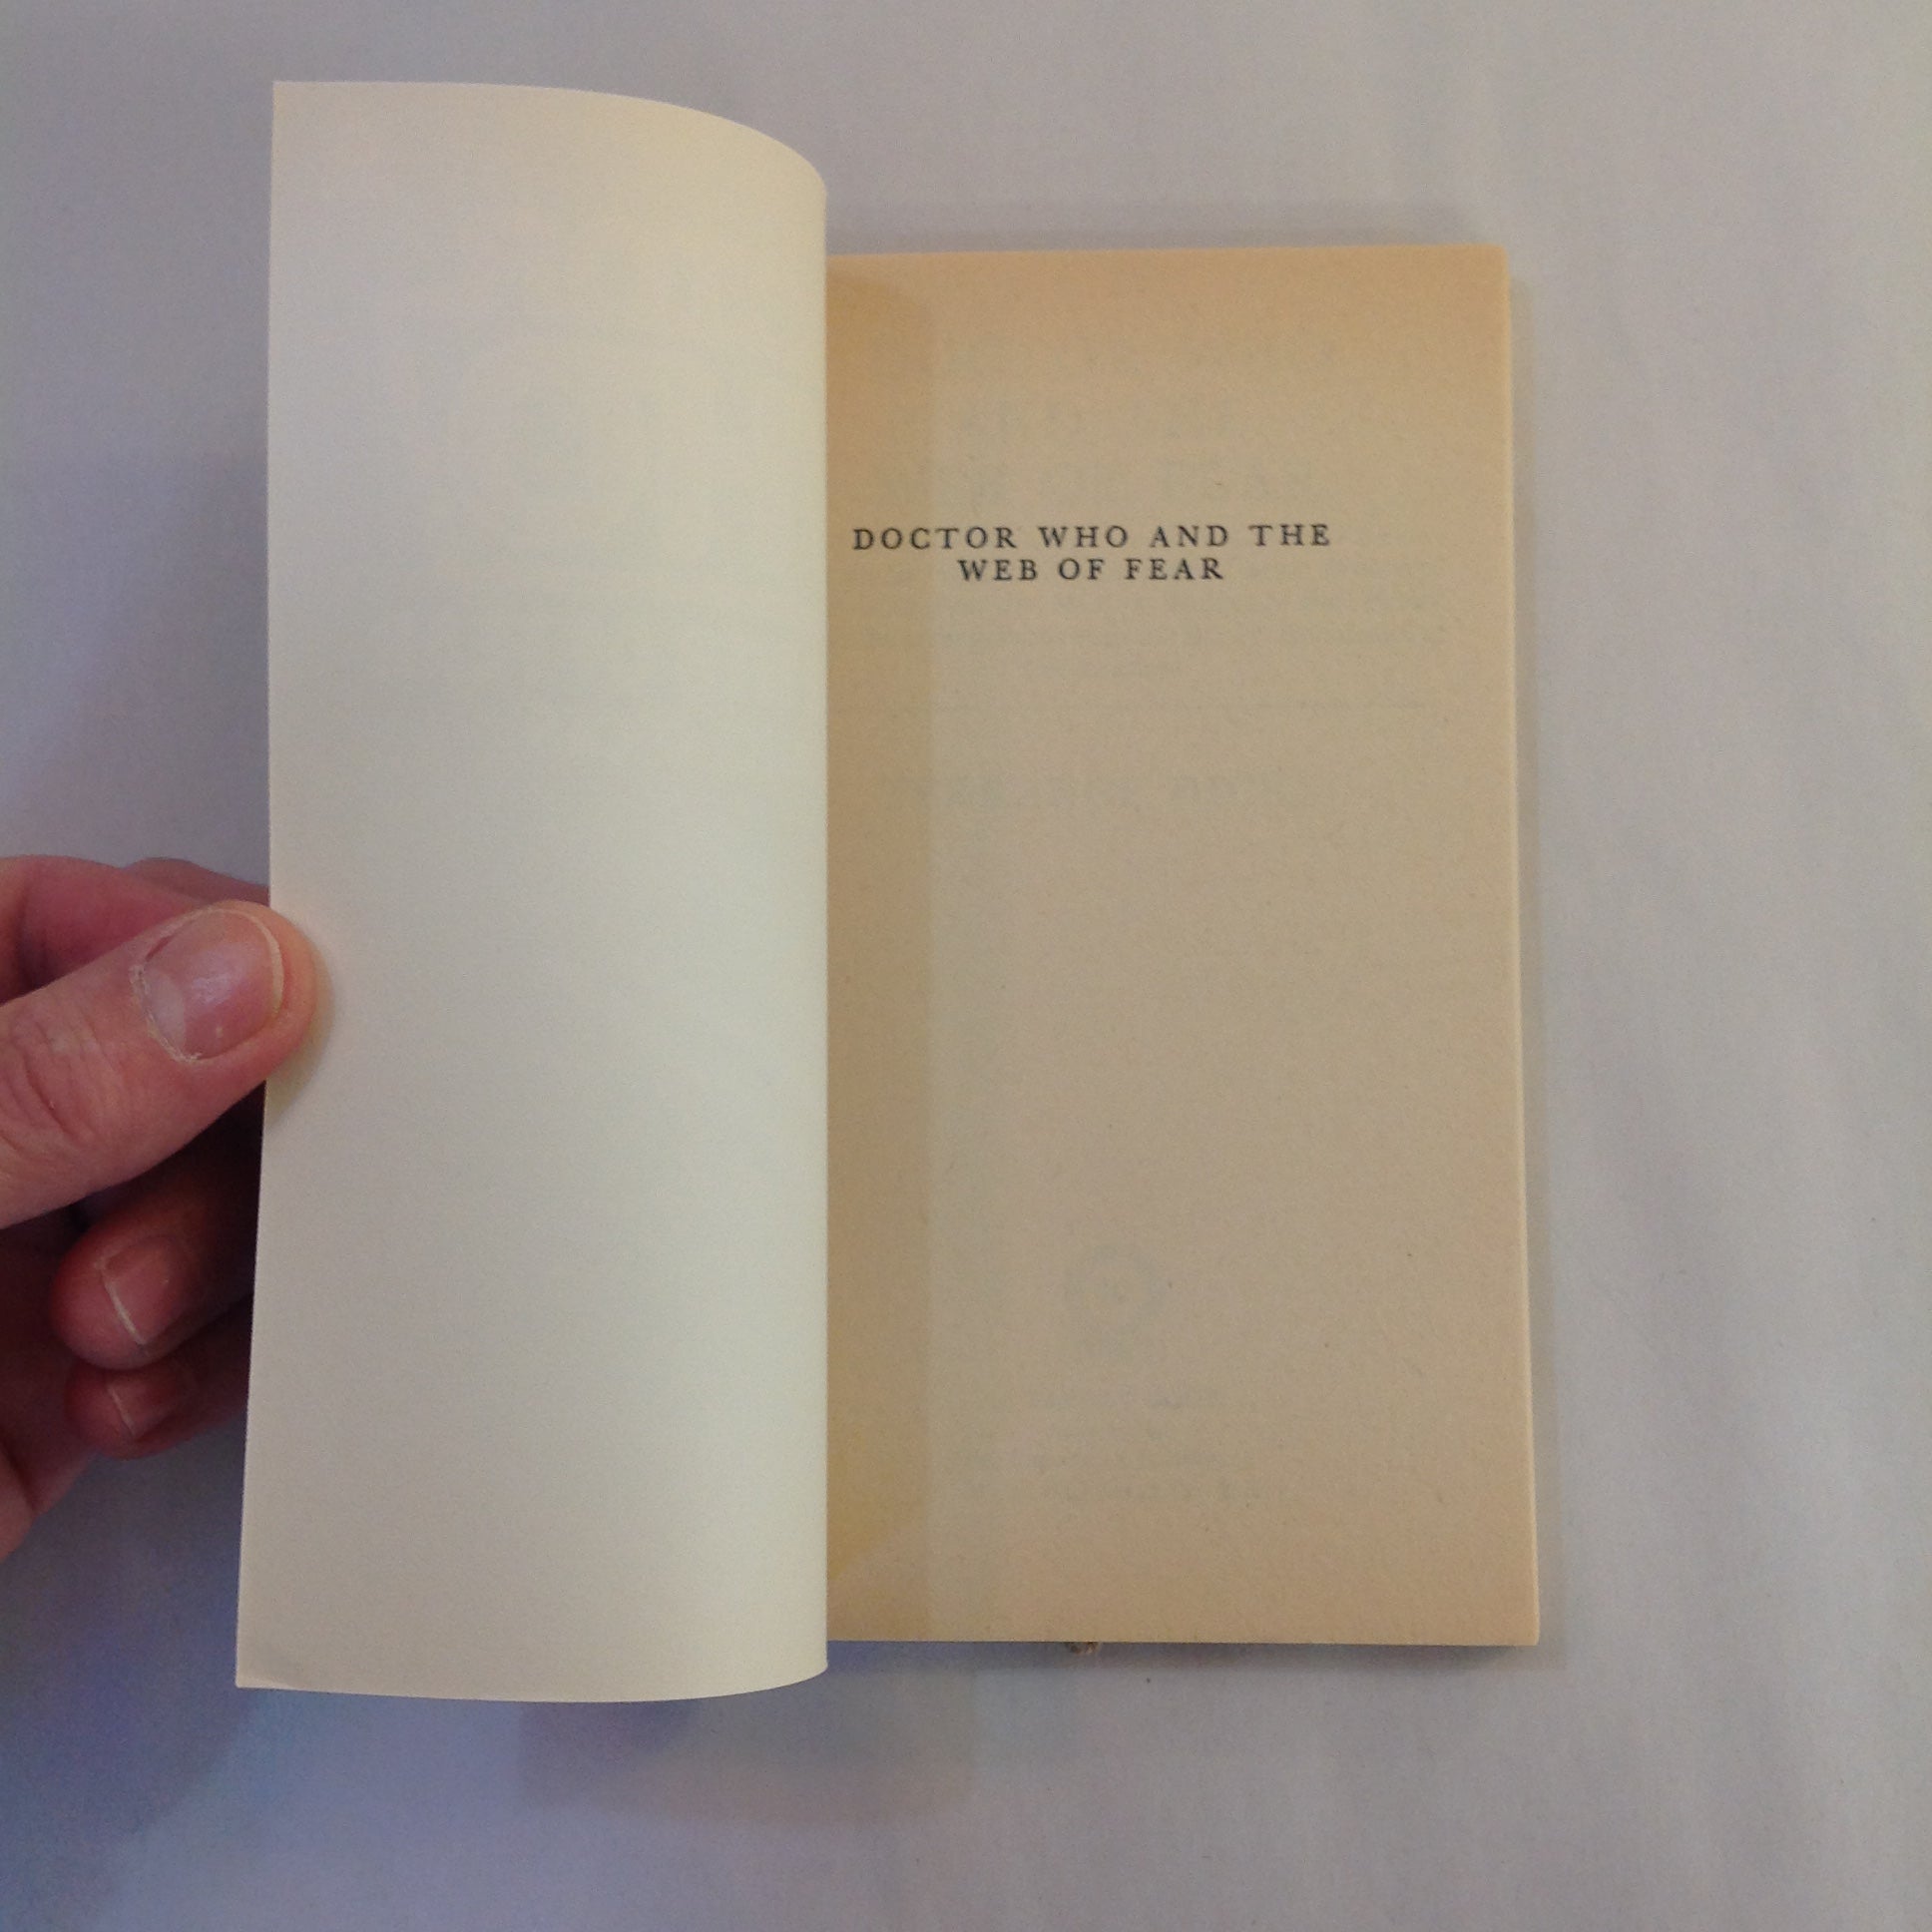 DOCTOR WHO AND THE
WEB OF FEAR